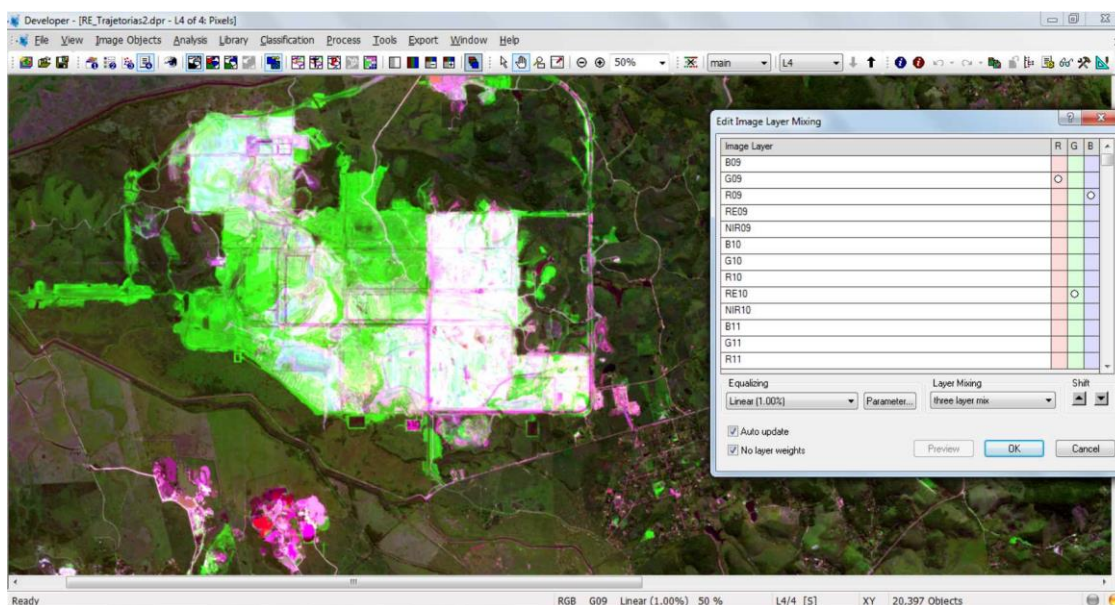 Developer - [RE_Trajetorias2.dpr - L4 of 4: Pixels]
File View Image Objects Analysis Library Classification Process Tools Export Window Help
50% main L4
Edit Image Layer Mixing
Image Layer R G B
B09
G09
R09
RE09
NIR09
B10
G10
R10
RE10
NIR10
B11
G11
R11
Equalizing Layer Mixing Shift
Linear (1.00%) Parameter... three layer mix
Auto update
No layer weights Preview OK Cancel
Ready RGB G09 Linear (1.00%) 50 % L4/4 [S] XY 20,397 Objects